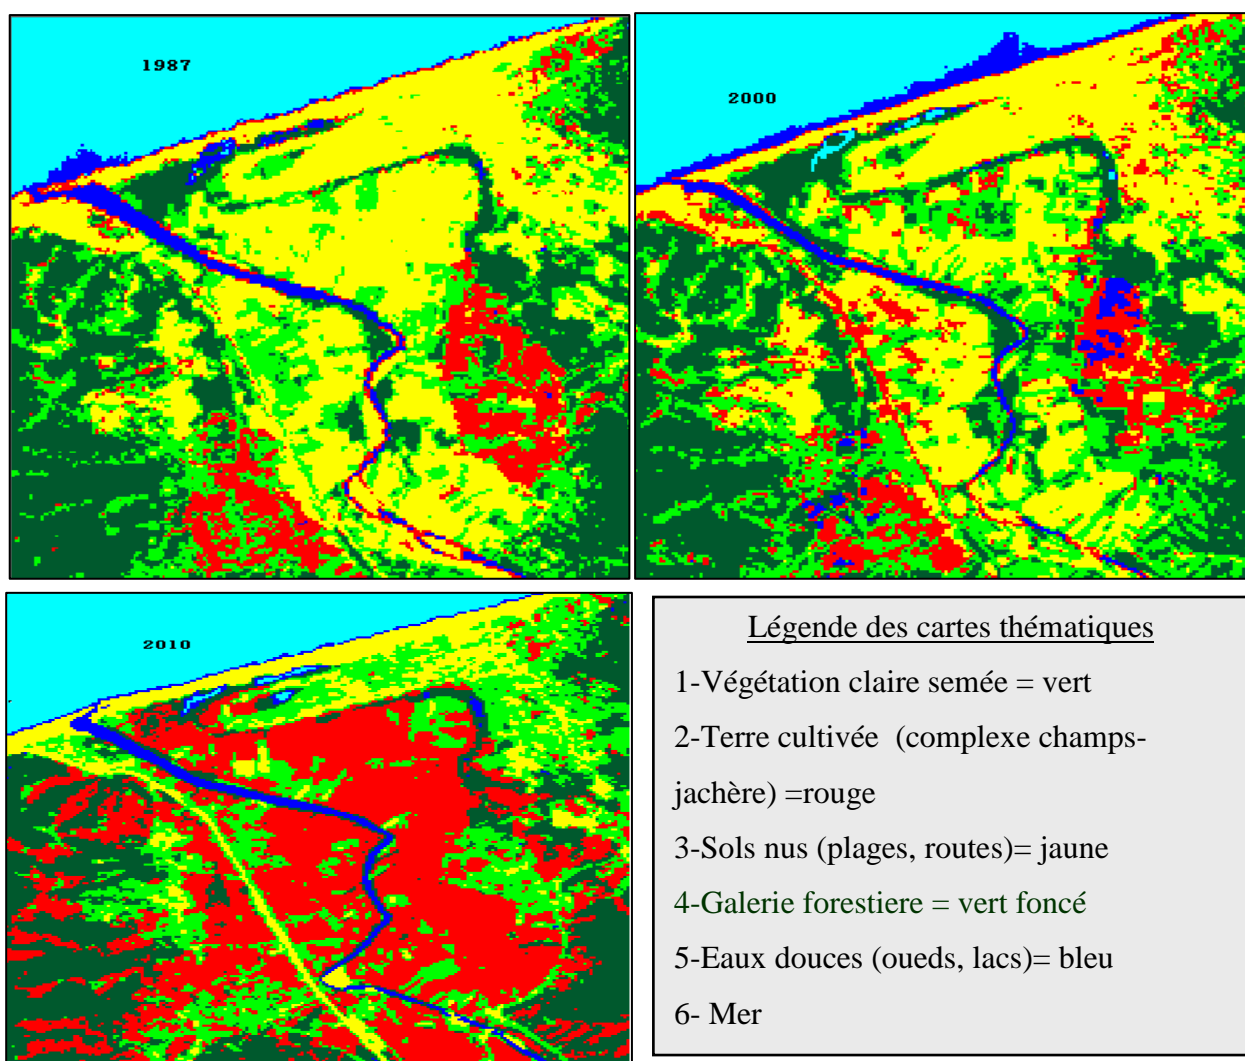 1987
2000
2010
Légende des cartes thématiques
1-Végétation claire semée = vert
2-Terre cultivée  (complexe champs-
jachère) =rouge
3-Sols nus (plages, routes)= jaune
4-Galerie forestiere = vert foncé
5-Eaux douces (oueds, lacs)= bleu
6- Mer